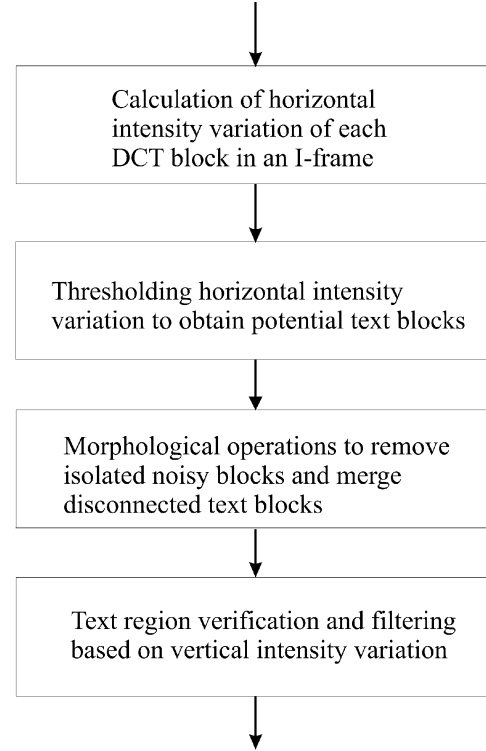 Calculation of horizontal
intensity variation of each
DCT block in an I-frame
Thresholding horizontal intensity
variation to obtain potential text blocks
Morphological operations to remove
isolated noisy blocks and merge
disconnected text blocks
Text region verification and filtering
based on vertical intensity variation